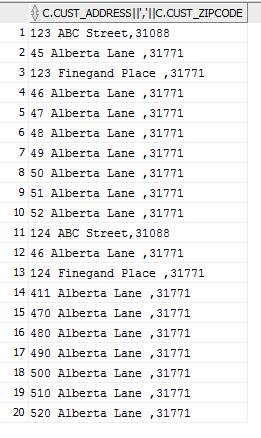 C.CUST_ADDRESS||','||C.CUST_ZIPCODE
1 123 ABC Street,31088
2 45 Alberta Lane ,31771
3 123 Finegand Place ,31771
4 46 Alberta Lane ,31771
5 47 Alberta Lane ,31771
6 48 Alberta Lane ,31771
7 49 Alberta Lane ,31771
8 50 Alberta Lane ,31771
9 51 Alberta Lane ,31771
10 52 Alberta Lane ,31771
11 124 ABC Street,31088
12 46 Alberta Lane ,31771
13 124 Finegand Place ,31771
14 411 Alberta Lane ,31771
15 470 Alberta Lane ,31771
16 480 Alberta Lane ,31771
17 490 Alberta Lane ,31771
18 500 Alberta Lane ,31771
19 510 Alberta Lane ,31771
20 520 Alberta Lane ,31771